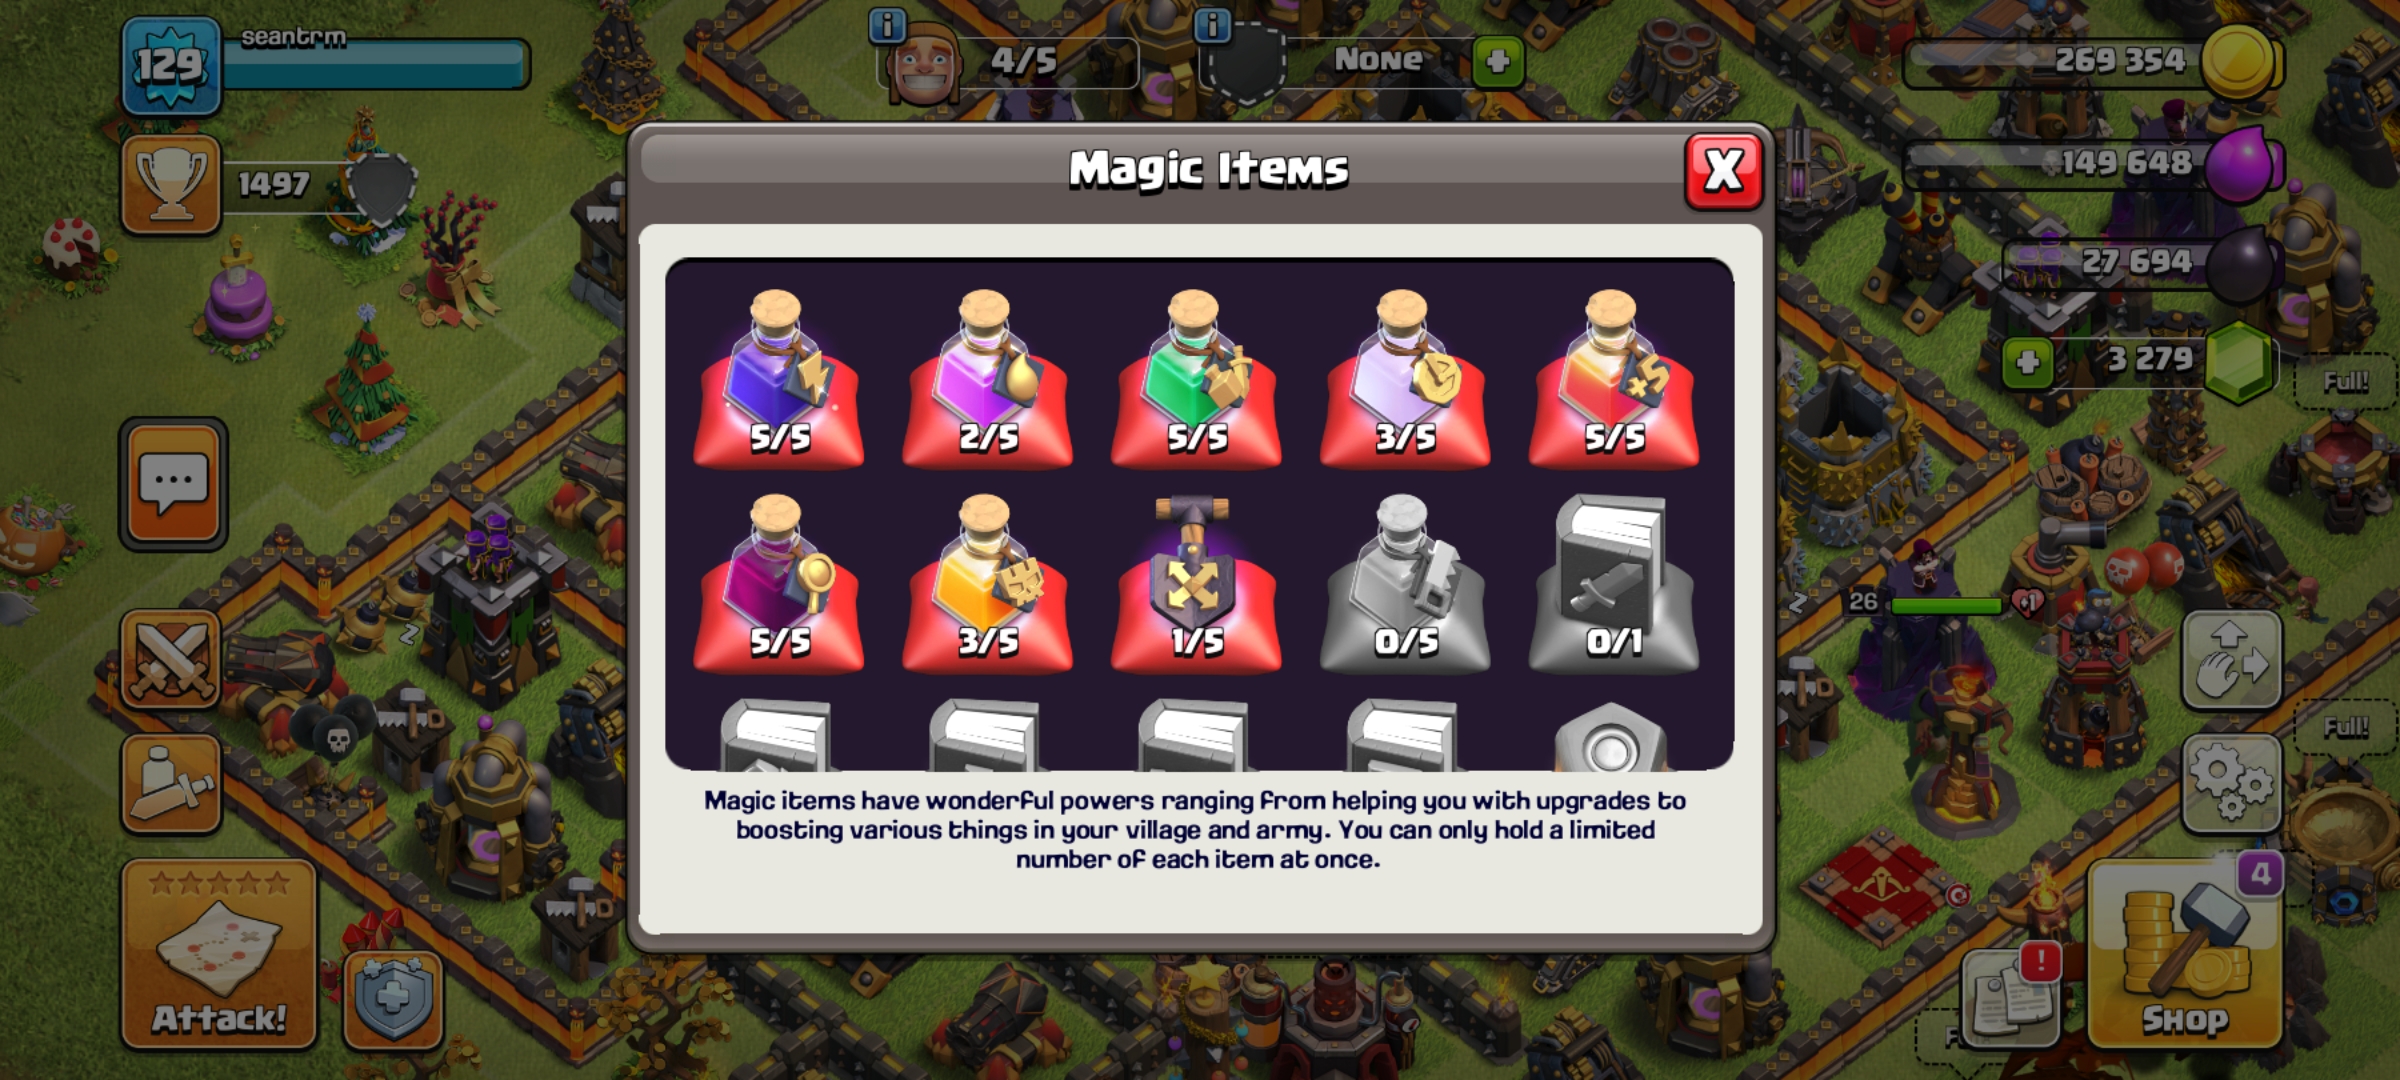 129
seantrm
4/5
None
269 354
1497
149 648
27 694
3 279
Full!
Magic Items
X
5/5
2/5
5/5
3/5
5/5
5/5
3/5
1/5
0/5
0/1
Magic items have wonderful powers ranging from helping you with upgrades to
boosting various things in your village and army. You can only hold a limited
number of each item at once.
Z
Z
26
+1
Full!
Attack!
4
!
Shop